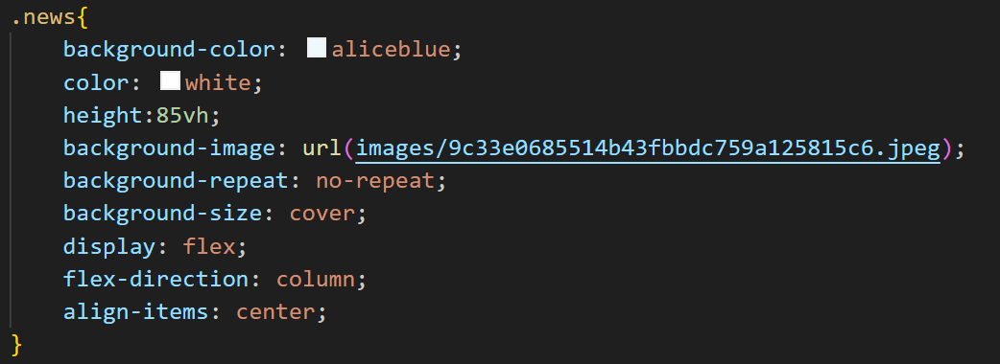 .news{
background-color: aliceblue;
color: white;
height:85vh;
background-image: url(images/9c33e0685514b43fbbdc759a125815c6.jpeg);
background-repeat: no-repeat;
background-size: cover;
display: flex;
flex-direction: column;
align-items: center;
}